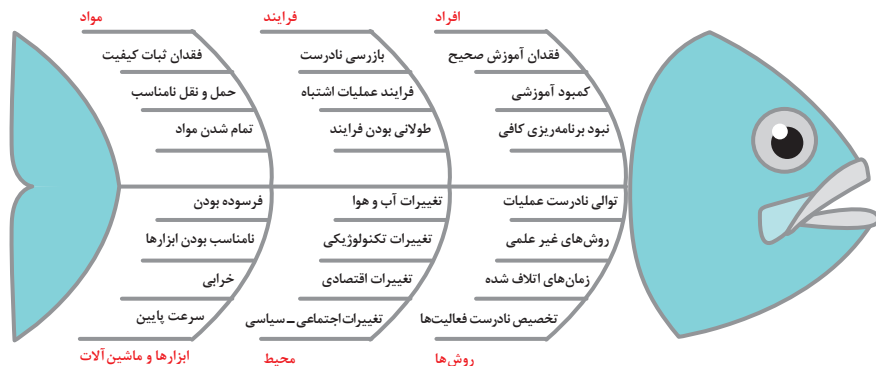 افراد
فقدان آموزش صحیح
کمبود آموزشی
نبود برنامه‌ریزی کافی
فرایند
بازرسی نادرست
فرایند عملیات اشتباه
طولانی بودن فرایند
مواد
فقدان ثبات کیفیت
حمل و نقل نامناسب
تمام شدن مواد
توالی نادرست عملیات
روش‌های غیر علمی
زمان‌های اتلاف شده
تخصیص نادرست فعالیت‌ها
روش‌ها
تغییرات آب و هوا
تغییرات تکنولوژیکی
تغییرات اقتصادی
تغییرات اجتماعی_سیاسی
محیط
فرسوده بودن
نامناسب بودن ابزارها
خرابی
سرعت پایین
ابزارها و ماشین آلات